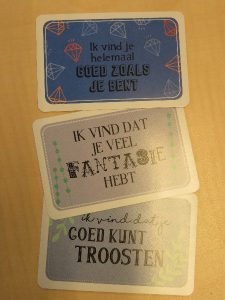 Ik vind je
helemaal
GOED ZOALS
JE BENT
IK VIND DAT
JE VEEL
FANTASIE
HEBT
ik vind dat je
GOED KUNT
TROOSTEN